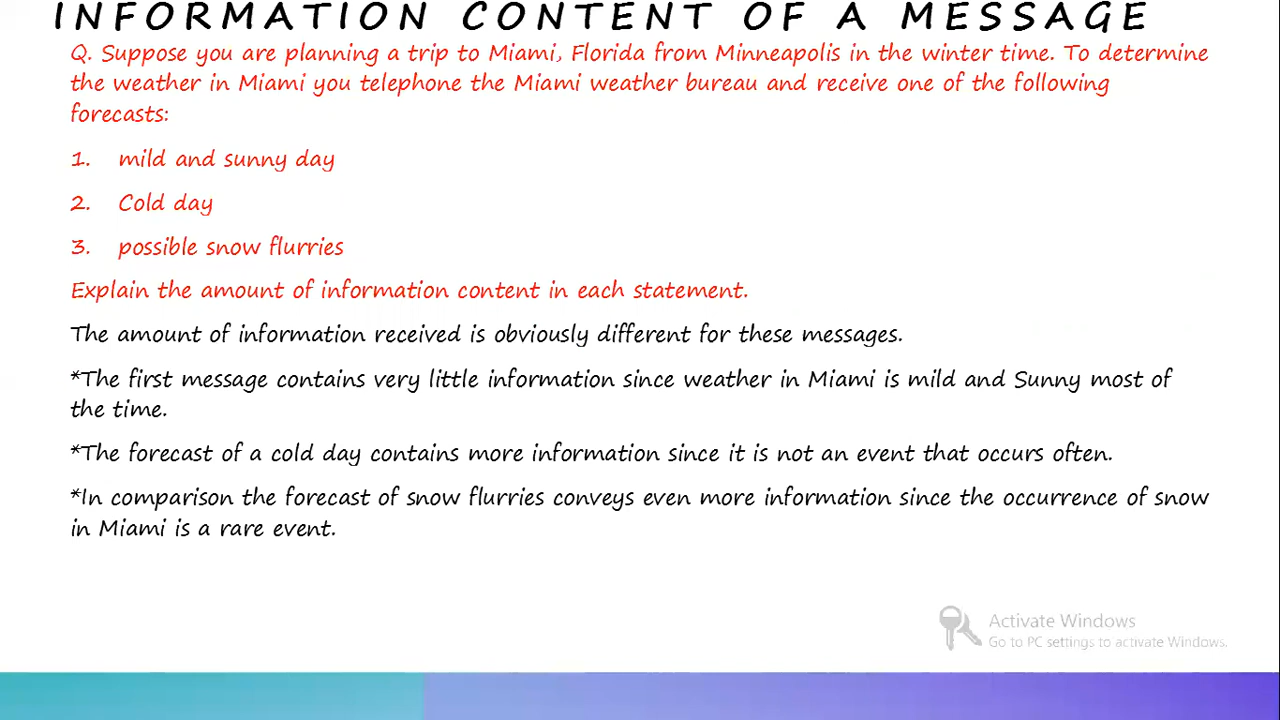 INFORMATION CONTENT OF A MESSAGE
Q. Suppose you are planning a trip to Miami, Florida from Minneapolis in the winter time. To determine
the weather in Miami you telephone the Miami weather bureau and receive one of the following
forecasts:
1. mild and sunny day
2. Cold day
3. possible snow flurries
Explain the amount of information content in each statement.
The amount of information received is obviously different for these messages.
*The first message contains very little information since weather in Miami is mild and Sunny most of
the time.
*The forecast of a cold day contains more information since it is not an event that occurs often.
*In comparison the forecast of snow flurries conveys even more information since the occurrence of snow
in Miami is a rare event.
Activate Windows
Go to PC settings to activate Windows.